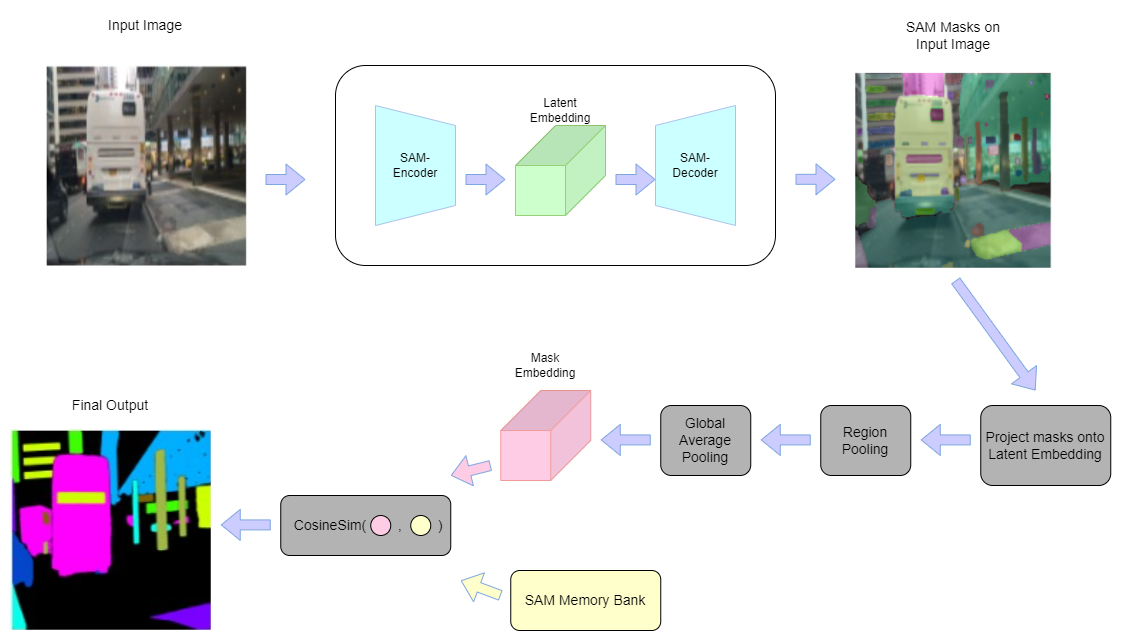 Input Image
SAM Masks on
Input Image
Latent
Embedding
SAM-
Encoder
SAM-
Decoder
Mask
Embedding
Final Output
Global
Average
Pooling
Region
Pooling
Project masks onto
Latent Embedding
CosineSim( , )
SAM Memory Bank